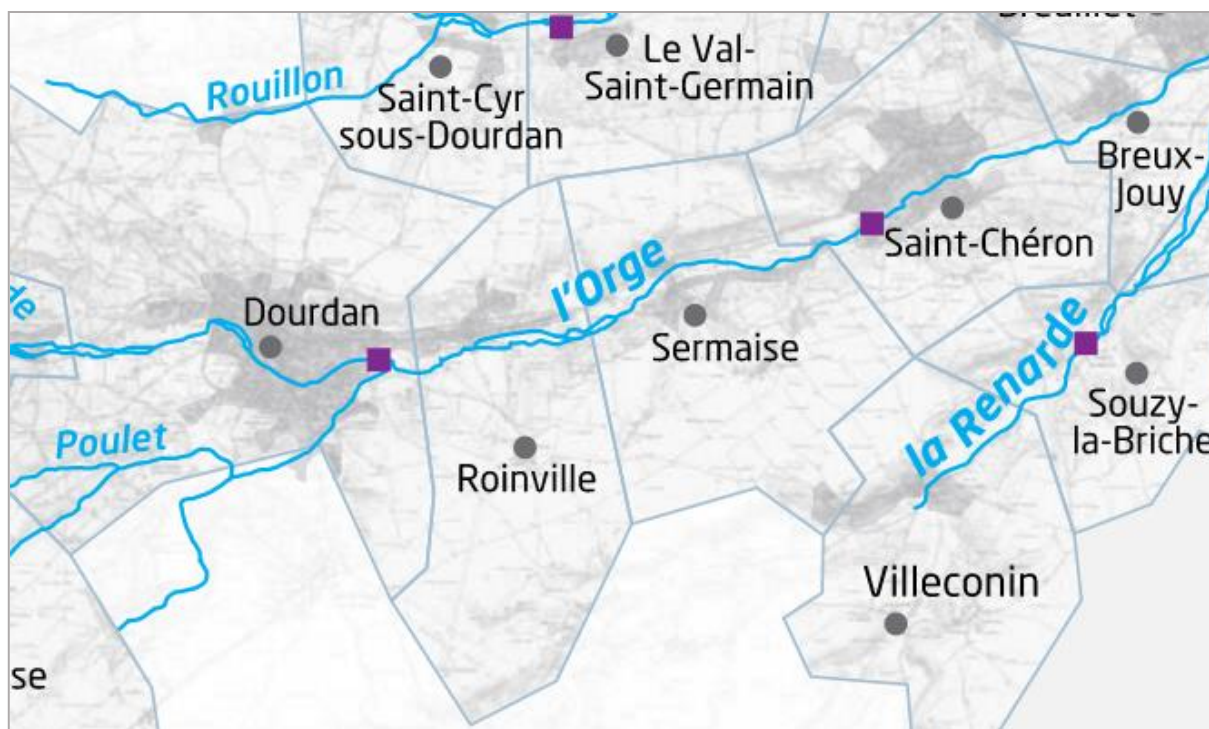 Breuillet
Le Val-
Saint-Germain
Rouillon
Saint-Cyr
sous-Dourdan
Breux-
Jouy
Saint-Chéron
l'Orge
de
Dourdan
Sermaise
la Renarde
Souzy-
la-Briche
Poulet
Roinville
Villeconin
se